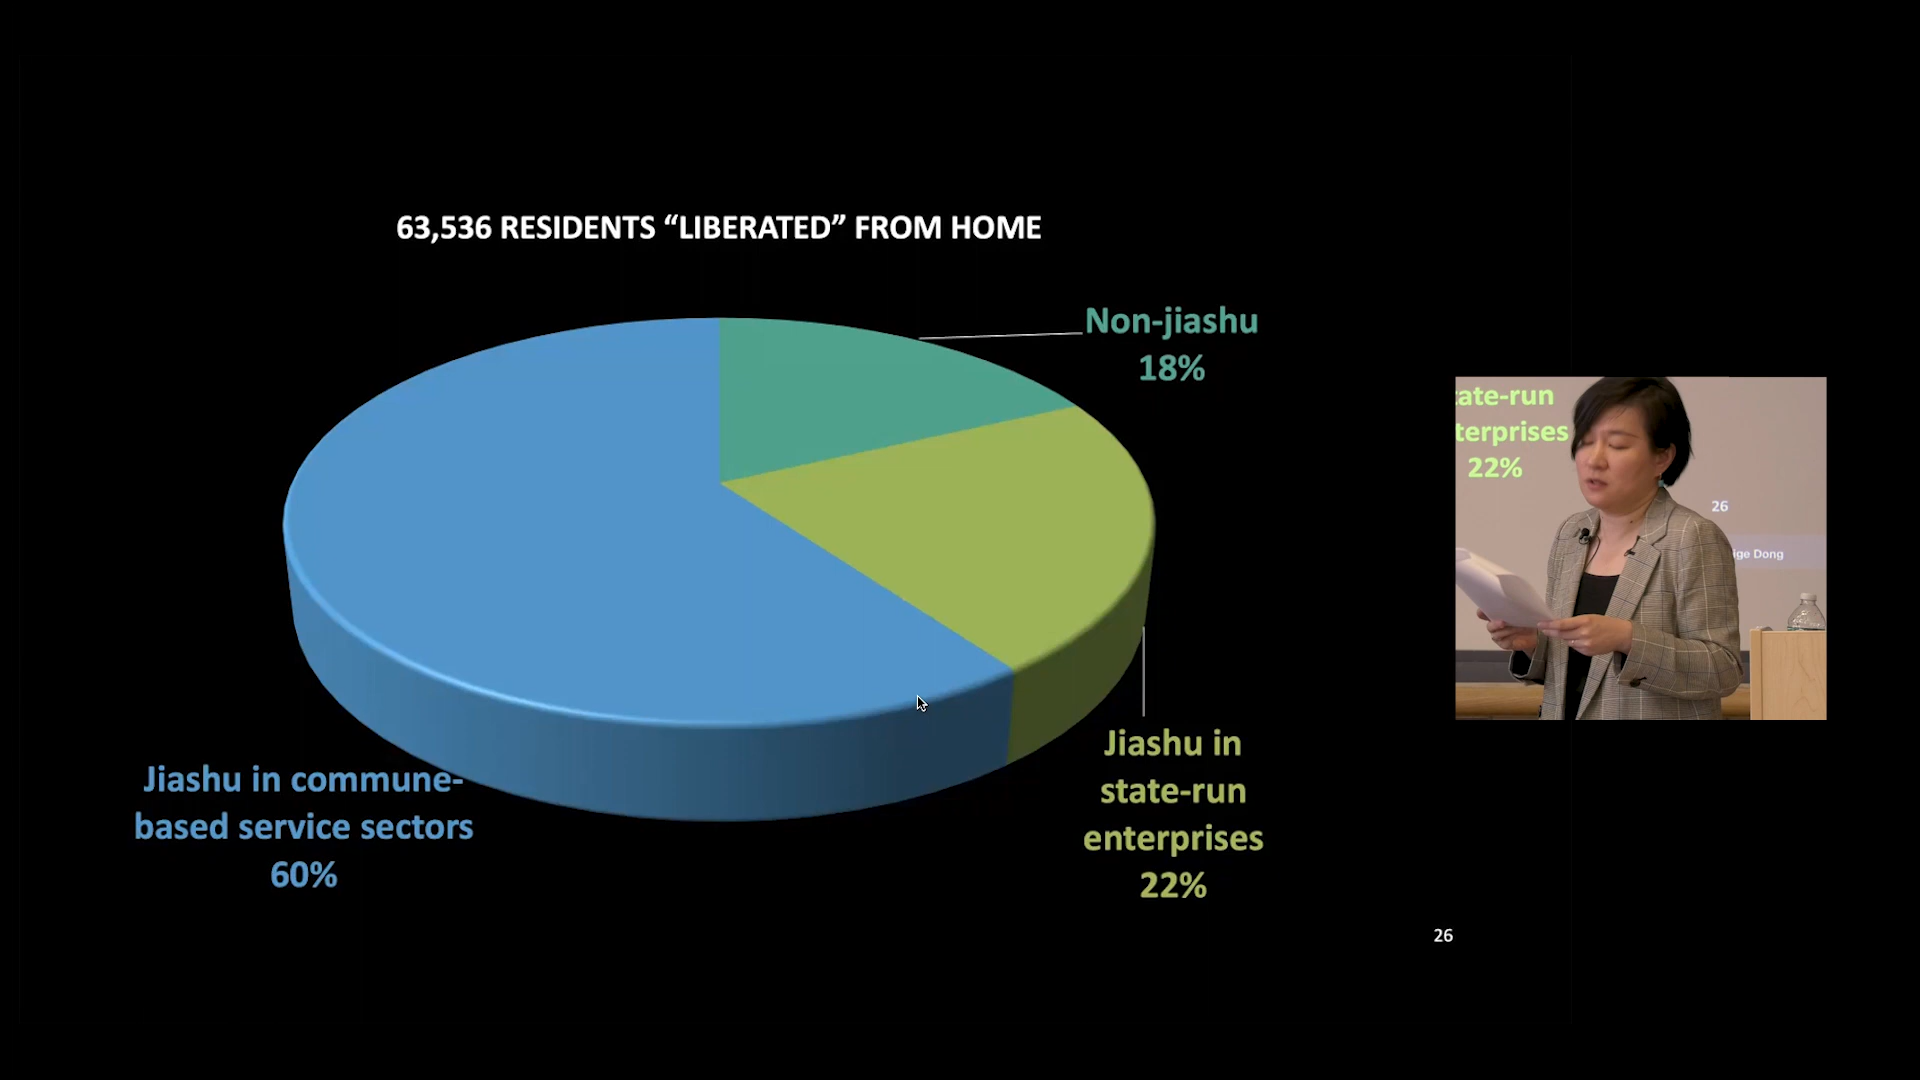 63,536 RESIDENTS “LIBERATED” FROM HOME
Non-jiashu
18%
Jiashu in
state-run
enterprises
22%
Jiashu in commune-
based service sectors
60%
26
ate-run
terprises
22%
26
ige Dong